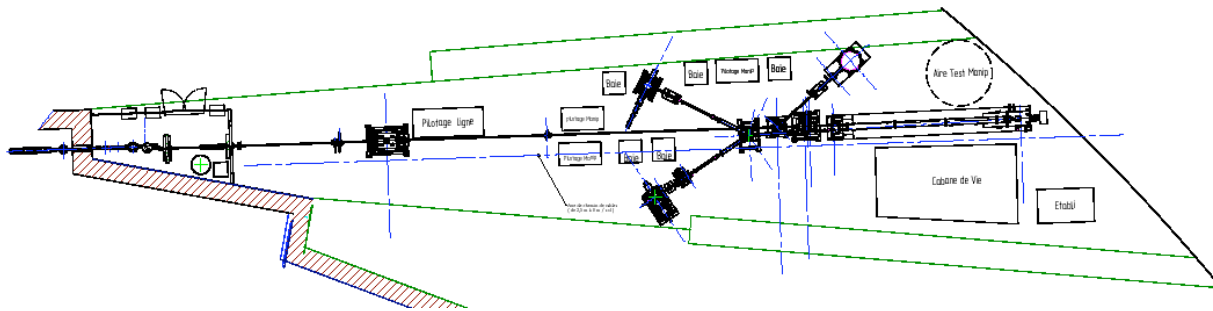 Aire Test Manip
Baie
Pilotage Manip
Baie
Baie
Pilotage Ligne
Pilotage Manip
Pilotage Manip
Baie
Baie
Cabane de Vie
Etabli